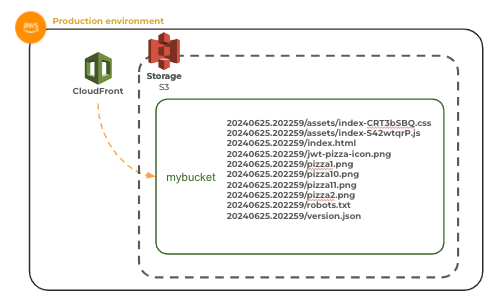 aws
Production environment
Storage
S3
CloudFront
mybucket
20240625.202259/assets/index-CRT3bSBQ.css
20240625.202259/assets/index-S42wtqrP.js
20240625.202259/index.html
20240625.202259/jwt-pizza-icon.png
20240625.202259/pizza1.png
20240625.202259/pizza10.png
20240625.202259/pizza11.png
20240625.202259/pizza2.png
20240625.202259/robots.txt
20240625.202259/version.json